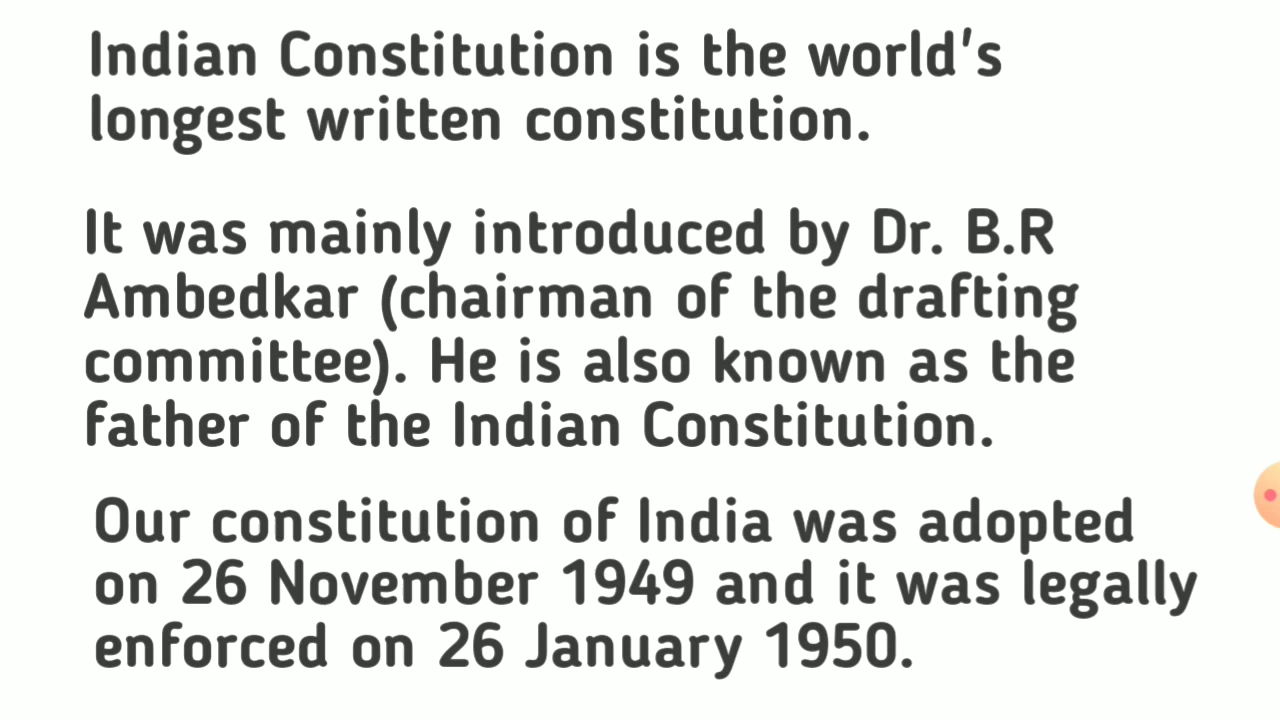 Indian Constitution is the world's
longest written constitution.
It was mainly introduced by Dr. B.R
Ambedkar (chairman of the drafting
committee). He is also known as the
father of the Indian Constitution.
Our constitution of India was adopted
on 26 November 1949 and it was legally
enforced on 26 January 1950.